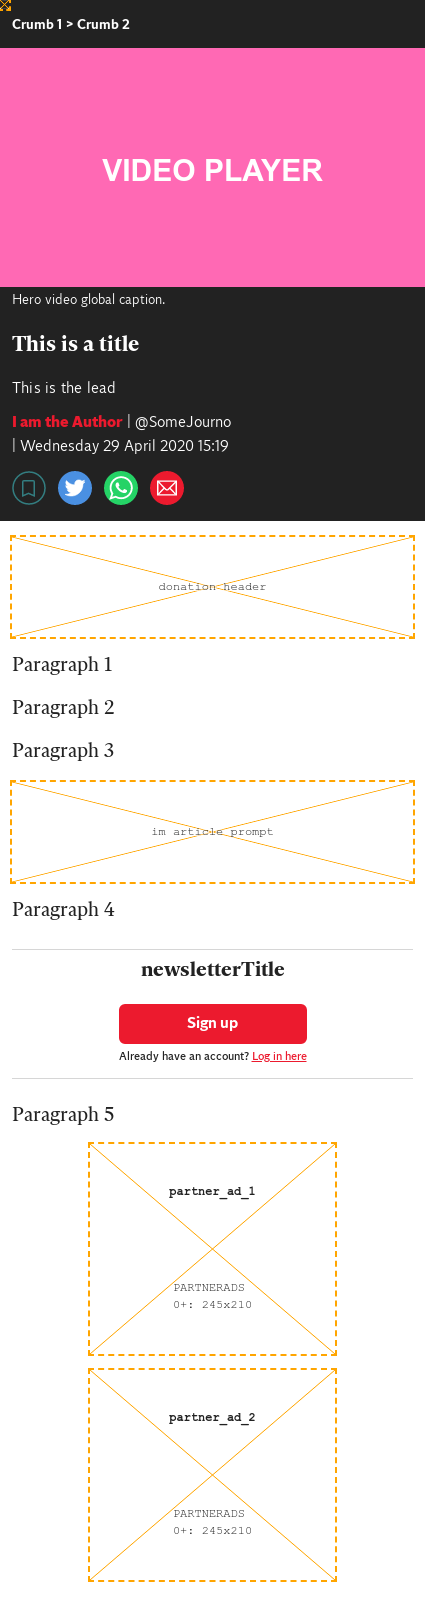 Crumb 1 > Crumb 2
VIDEO PLAYER
Hero video global caption.
This is a title
This is the lead
I am the Author | @SomeJourno
| Wednesday 29 April 2020 15:19
donation header
Paragraph 1
Paragraph 2
Paragraph 3
im article prompt
Paragraph 4
newsletterTitle
Sign up
Already have an account? Log in here
Paragraph 5
partner_ad_1
PARTNERADS
0+: 245x210
partner_ad_2
PARTNERADS
0+: 245x210